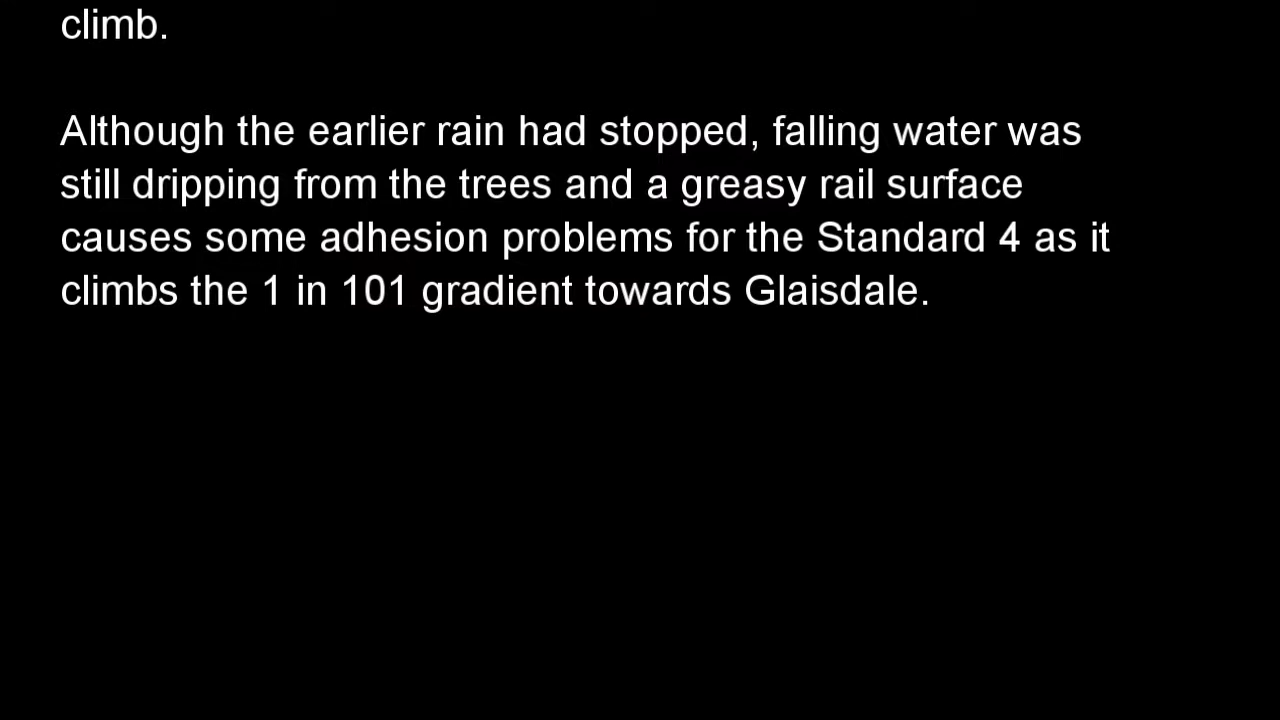 climb.
Although the earlier rain had stopped, falling water was
still dripping from the trees and a greasy rail surface
causes some adhesion problems for the Standard 4 as it
climbs the 1 in 101 gradient towards Glaisdale.